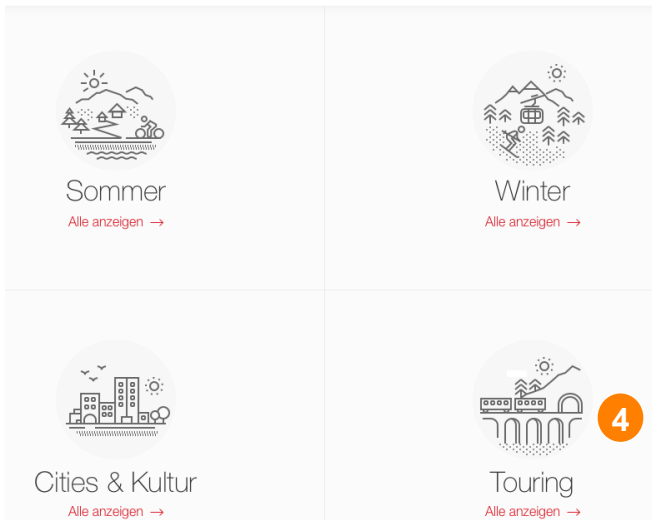 Sommer
Alle anzeigen →
Winter
Alle anzeigen →
Cities & Kultur
Alle anzeigen →
Touring
Alle anzeigen →
4